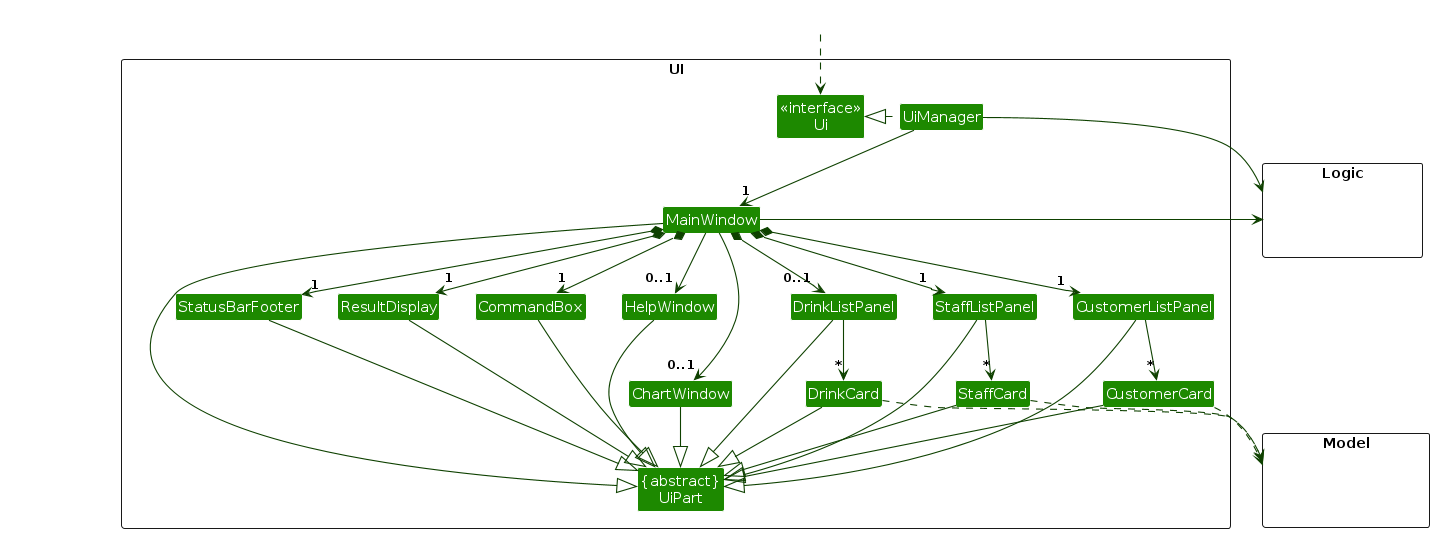 UI
«interface»
Ui
UiManager
Logic
1
MainWindow
1
1
1
0..1
0..1
1
1
StatusBarFooter
ResultDisplay
CommandBox
HelpWindow
DrinkListPanel
StaffListPanel
CustomerListPanel
0..1
*
*
*
ChartWindow
DrinkCard
StaffCard
CustomerCard
Model
{abstract}
UiPart